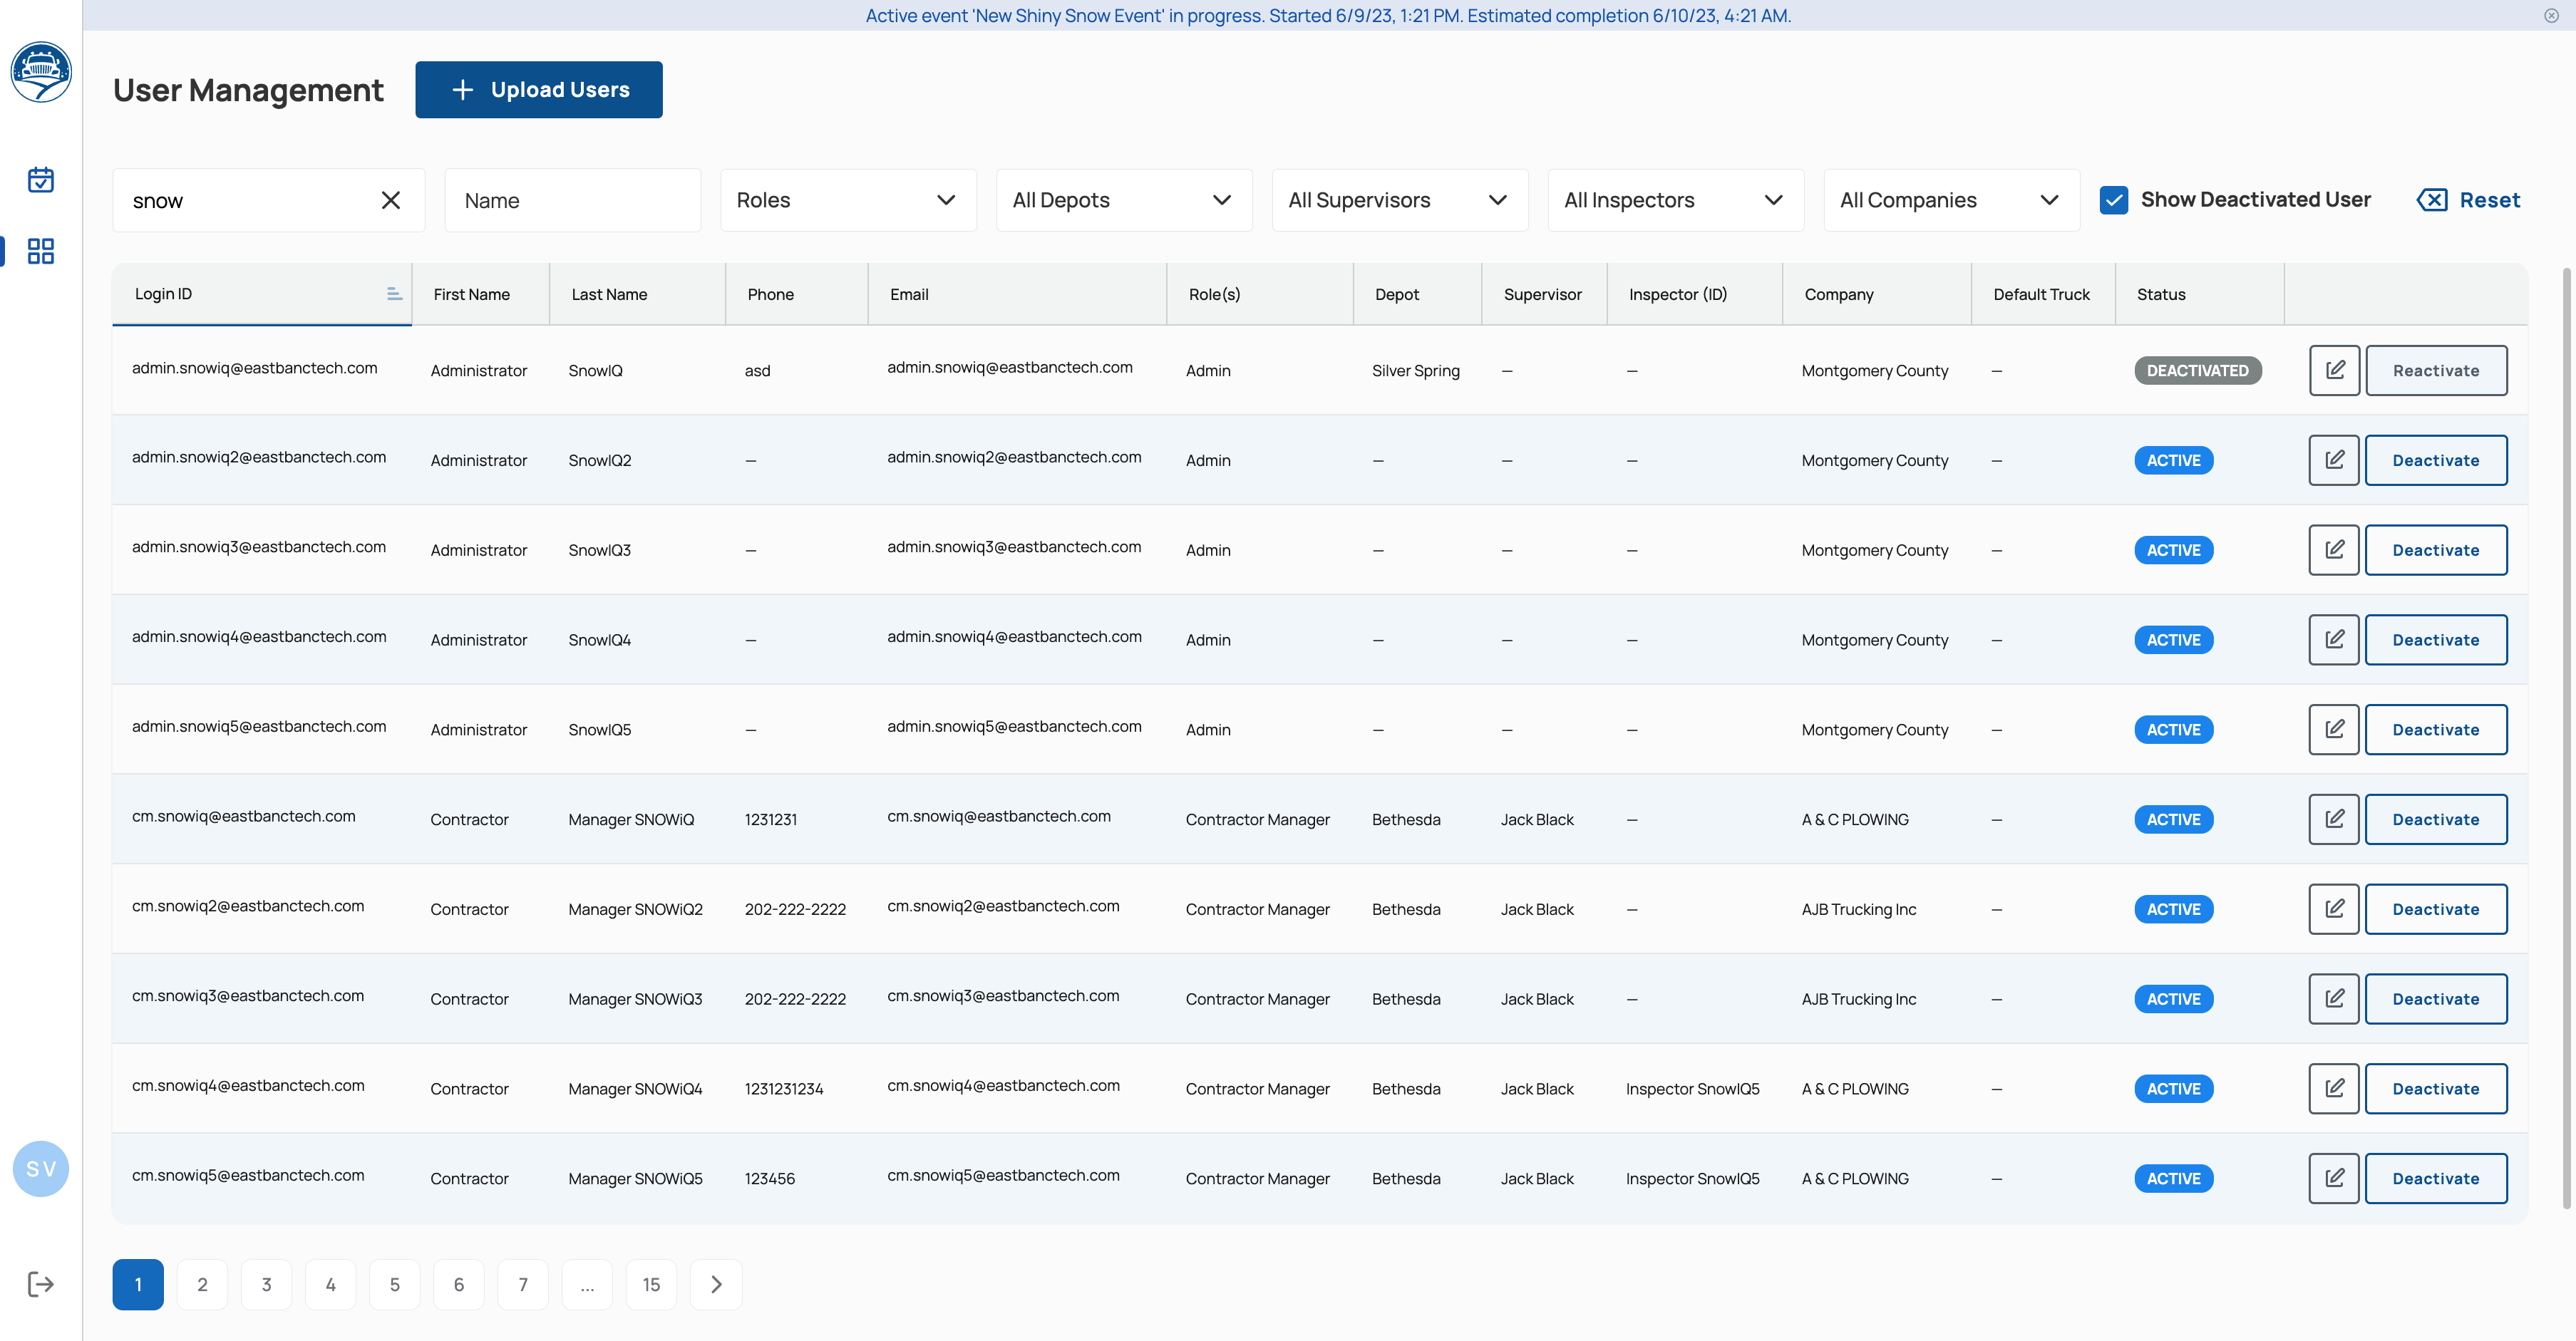 Active event 'New Shiny Snow Event' in progress. Started 6/9/23, 1:21 PM. Estimated completion 6/10/23, 4:21 AM.
User Management
Upload Users
snow Name Roles All Depots All Supervisors All Inspectors All Companies Show Deactivated User Reset
Login ID First Name Last Name Phone Email Role(s) Depot Supervisor Inspector (ID) Company Default Truck Status
admin.snowiq@eastbanctech.com Administrator SnowIQ asd admin.snowiq@eastbanctech.com Admin Silver Spring – – Montgomery County – DEACTIVATED Reactivate
admin.snowiq2@eastbanctech.com Administrator SnowIQ2 – admin.snowiq2@eastbanctech.com Admin – – – Montgomery County – ACTIVE Deactivate
admin.snowiq3@eastbanctech.com Administrator SnowIQ3 – admin.snowiq3@eastbanctech.com Admin – – – Montgomery County – ACTIVE Deactivate
admin.snowiq4@eastbanctech.com Administrator SnowIQ4 – admin.snowiq4@eastbanctech.com Admin – – – Montgomery County – ACTIVE Deactivate
admin.snowiq5@eastbanctech.com Administrator SnowIQ5 – admin.snowiq5@eastbanctech.com Admin – – – Montgomery County – ACTIVE Deactivate
cm.snowiq@eastbanctech.com Contractor Manager SNOWiQ 1231231 cm.snowiq@eastbanctech.com Contractor Manager Bethesda Jack Black – A & C PLOWING – ACTIVE Deactivate
cm.snowiq2@eastbanctech.com Contractor Manager SNOWiQ2 202-222-2222 cm.snowiq2@eastbanctech.com Contractor Manager Bethesda Jack Black – AJB Trucking Inc – ACTIVE Deactivate
cm.snowiq3@eastbanctech.com Contractor Manager SNOWiQ3 202-222-2222 cm.snowiq3@eastbanctech.com Contractor Manager Bethesda Jack Black – AJB Trucking Inc – ACTIVE Deactivate
cm.snowiq4@eastbanctech.com Contractor Manager SNOWiQ4 1231231234 cm.snowiq4@eastbanctech.com Contractor Manager Bethesda Jack Black Inspector SnowIQ5 A & C PLOWING – ACTIVE Deactivate
cm.snowiq5@eastbanctech.com Contractor Manager SNOWiQ5 123456 cm.snowiq5@eastbanctech.com Contractor Manager Bethesda Jack Black Inspector SnowIQ5 A & C PLOWING – ACTIVE Deactivate
SV
1 2 3 4 5 6 7 ... 15